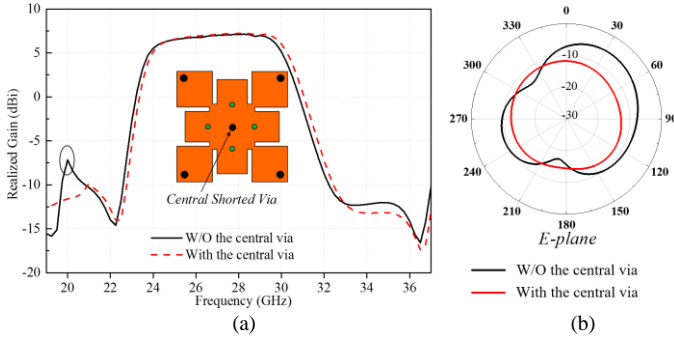 10
5
0
-5
-10
-15
-20
Realized Gain (dBi)
Central Shorted Via
W/O the central via
With the central via
20 22 24 26 28 30 32 34 36
Frequency (GHz)
(a)
0
330 30
300 60
270 90
240 120
210 150
180
-10
-20
-30
E-plane
W/O the central via
With the central via
(b)